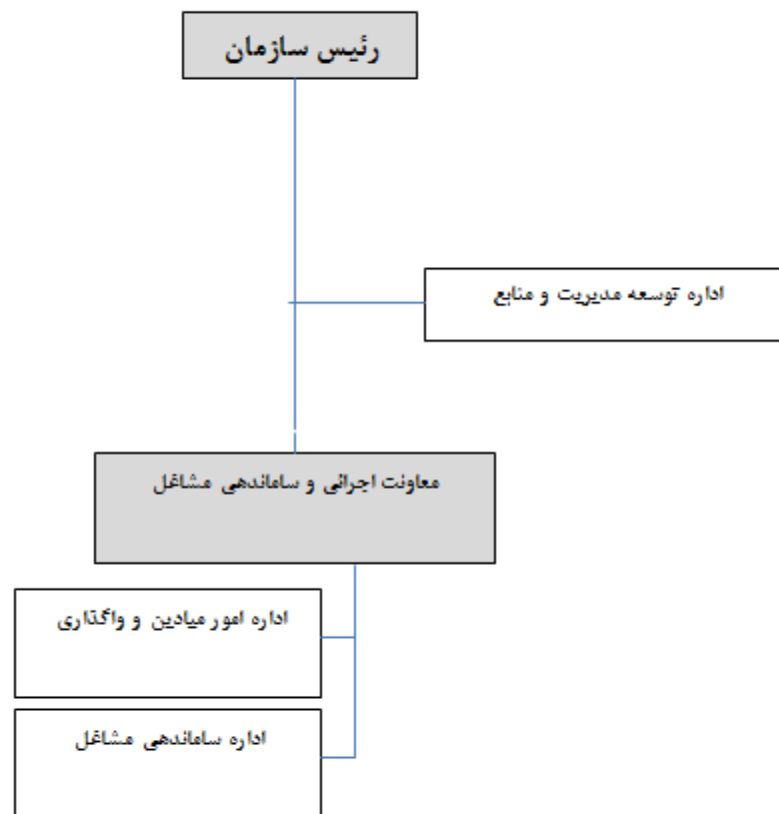 رئیس سازمان
اداره توسعه مدیریت و منابع
معاونت اجرائی و ساماندهی مشاغل
اداره امور میادین و واگذاری
اداره ساماندهی مشاغل